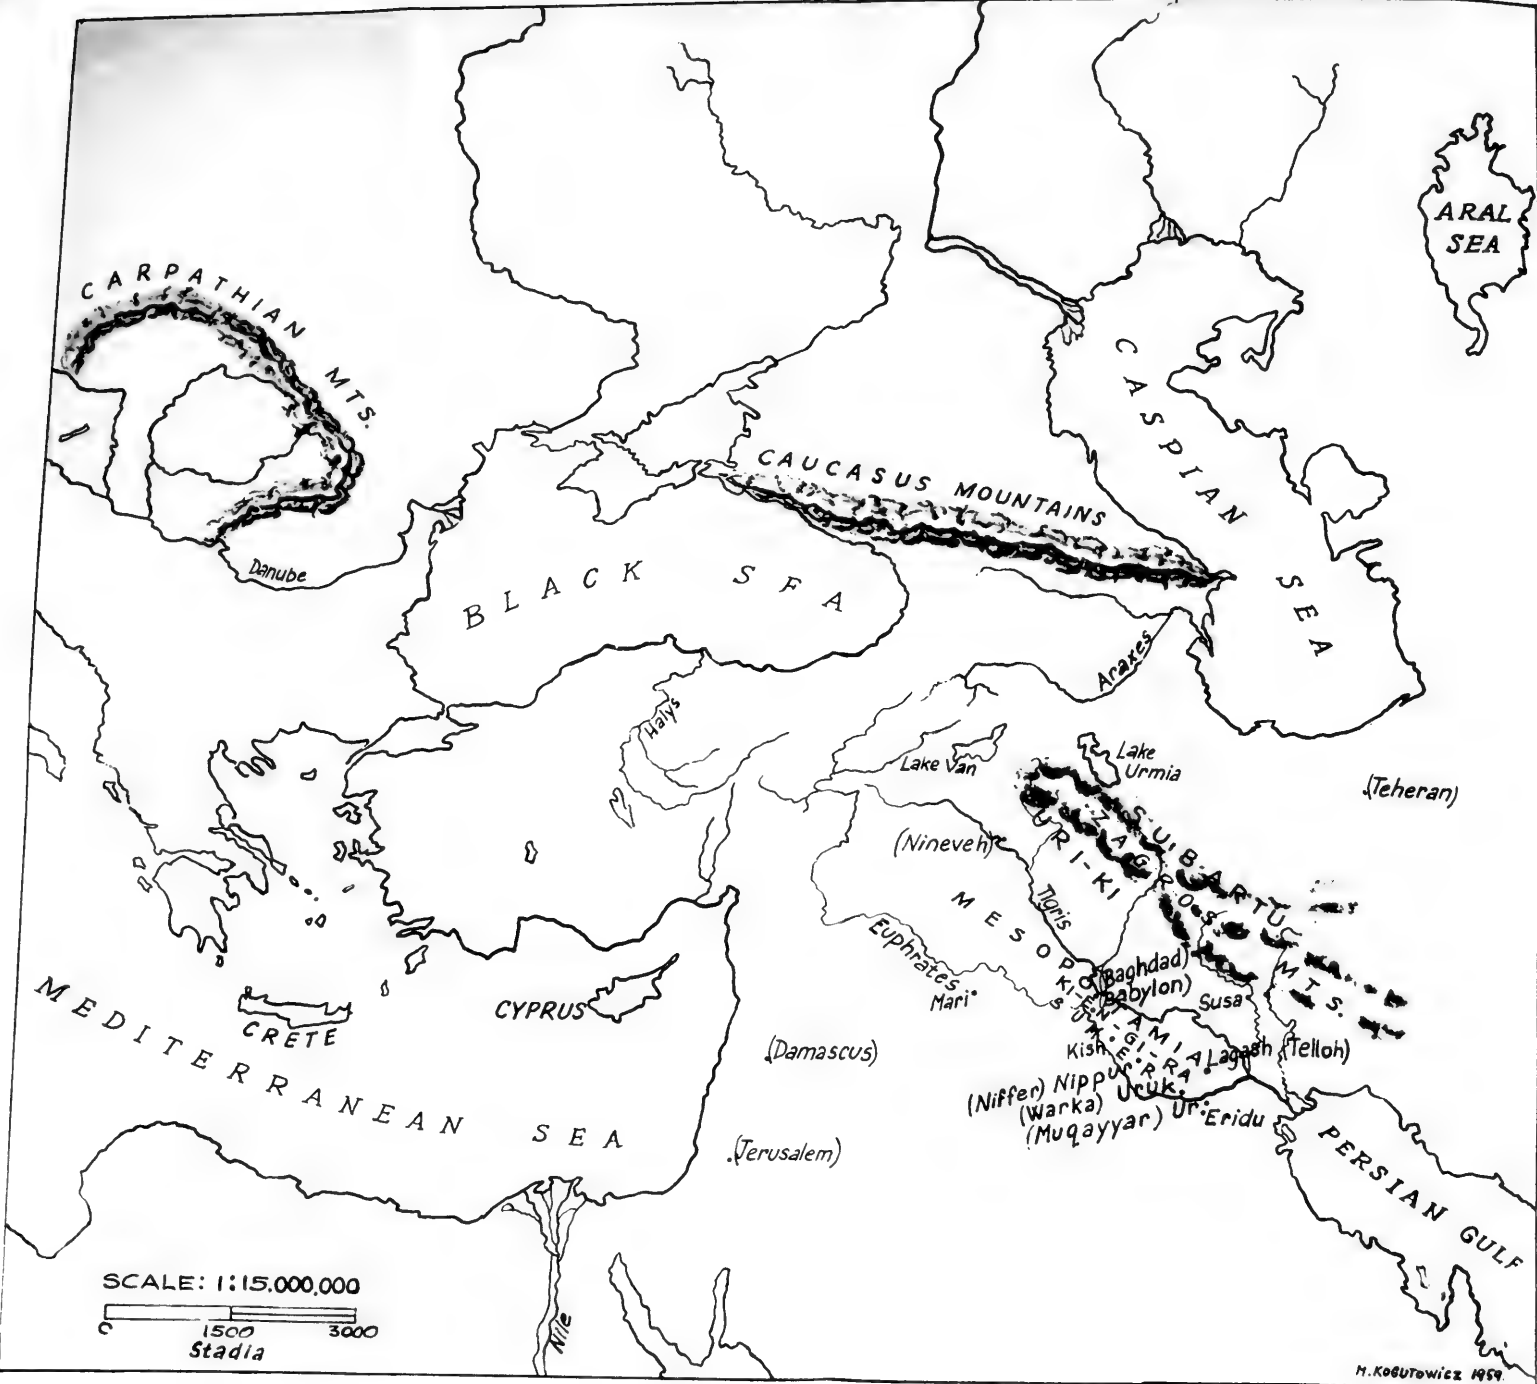 ARAL
SEA
CARPATHIAN MTS.
CASPIAN SEA
CAUCASUS MOUNTAINS
Danube
BLACK SEA
Araxes
Halys
Lake Van
Lake
Urmia
(Teheran)
(Nineveh)
SUBARTU
ZAGROS MTS.
URI-KI
Tigris
MESOPOTAMIA
Euphrates
(Baghdad)
Babylon)
Mari
KI-EN-GI-RA
SUMERRA
Susa
CYPRUS
CRETE
MEDITERRANEAN SEA
(Damascus)
Kish
Lagash (Telloh)
(Niffer) Nippur
(Warka) Uruk
(Muqayyar) Ur
Eridu
(Jerusalem)
PERSIAN GULF
Nile
SCALE: 1:15.000,000
0 1500 3000
Stadia
M. KOGUTOWICZ 1959.